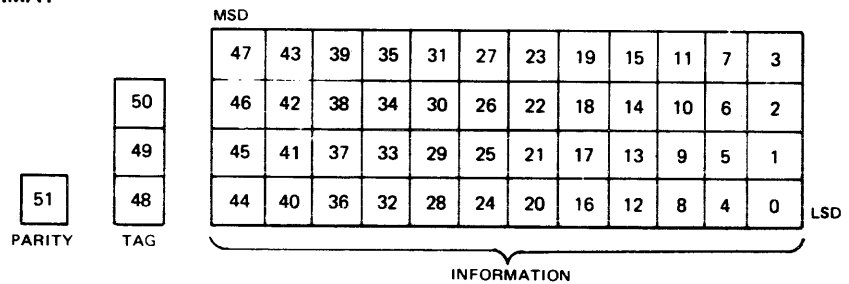 MSD
47 43 39 35 31 27 23 19 15 11 7 3
50 46 42 38 34 30 26 22 18 14 10 6 2
49 45 41 37 33 29 25 21 17 13 9 5 1
51 48 44 40 36 32 28 24 20 16 12 8 4 0 LSD
PARITY TAG
INFORMATION